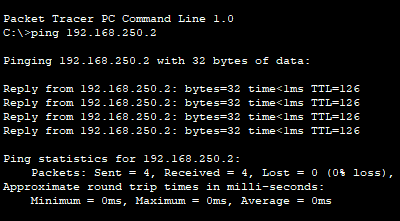 Packet Tracer PC Command Line 1.0
C:\>ping 192.168.250.2
Pinging 192.168.250.2 with 32 bytes of data:
Reply from 192.168.250.2: bytes=32 time<1ms TTL=126
Reply from 192.168.250.2: bytes=32 time<1ms TTL=126
Reply from 192.168.250.2: bytes=32 time<1ms TTL=126
Reply from 192.168.250.2: bytes=32 time<1ms TTL=126
Ping statistics for 192.168.250.2:
Packets: Sent = 4, Received = 4, Lost = 0 (0% loss),
Approximate round trip times in milli-seconds:
Minimum = 0ms, Maximum = 0ms, Average = 0ms